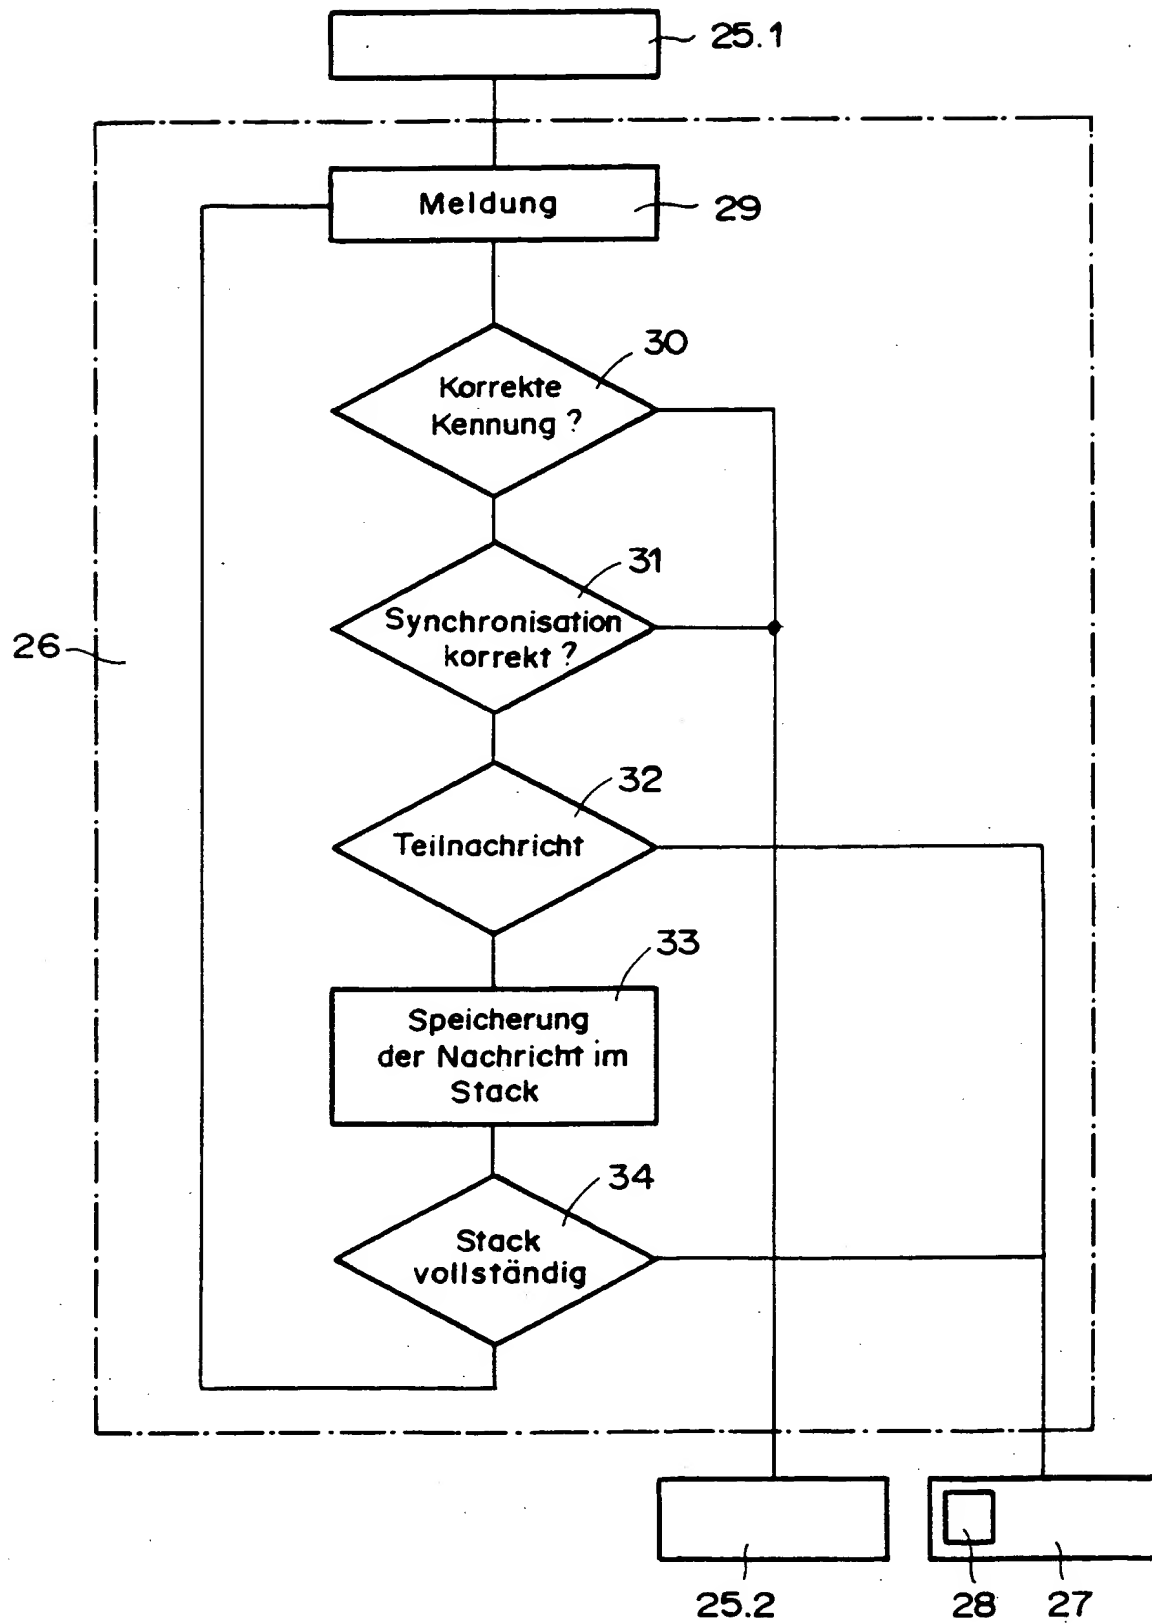 25.1
Meldung
29
30
Korrekte
Kennung ?
31
Synchronisation
korrekt ?
26
32
Teilnachricht
33
Speicherung
der Nachricht im
Stack
34
Stack
vollständig
25.2
28
27